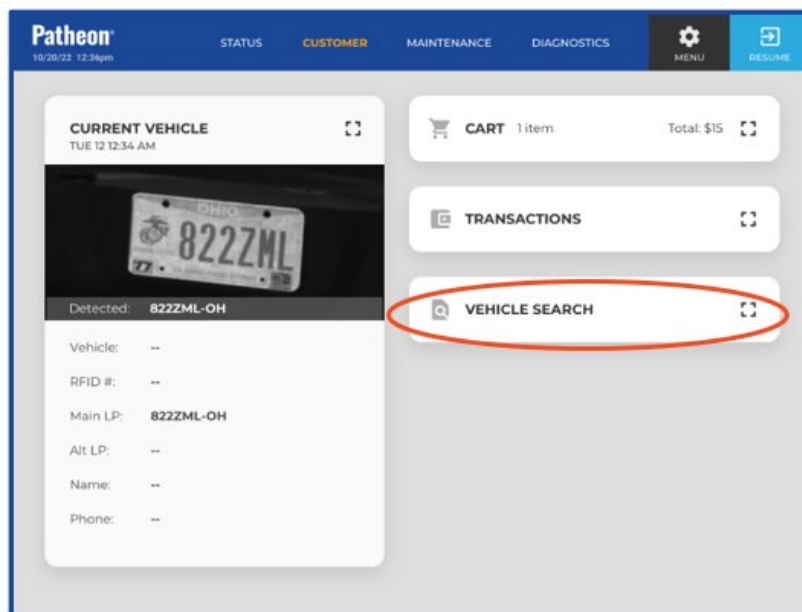 Patheon
10/20/22 12:36pm
STATUS
CUSTOMER
MAINTENANCE
DIAGNOSTICS
MENU
RESUME
CURRENT VEHICLE
TUE 12 12:34 AM
OHIO
822ZML
77
Detected: 822ZML-OH
Vehicle: --
RFID #: --
Main LP: 822ZML-OH
Alt LP: --
Name: --
Phone: --
CART 1 item Total: $15
TRANSACTIONS
VEHICLE SEARCH